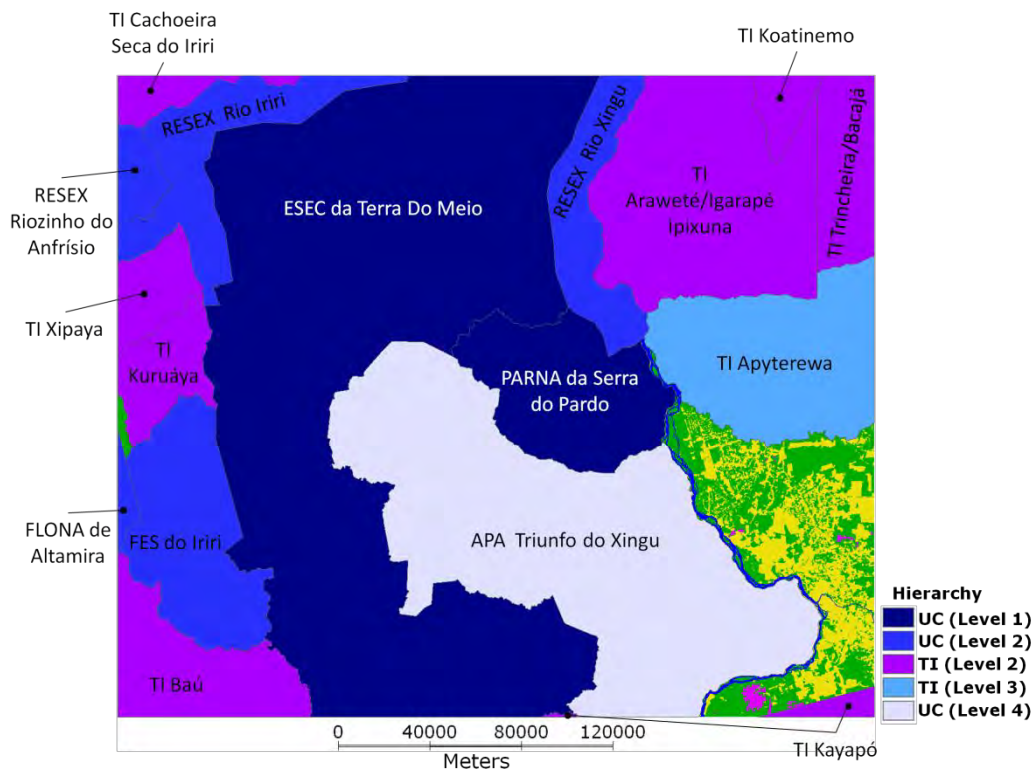 TI Cachoeira
Seca do Iriri
TI Koatinemo
RESEX Rio Iriri
RESEX Rio Xingu
TI Trincheira/Bacajá
RESEX
Riozinho do
Anfrísio
ESEC da Terra Do Meio
TI
Araweté/Igarapé
Ipixuna
TI Xipaya
TI
Kuruáya
PARNA da Serra
do Pardo
TI Apyterewa
FLONA de
Altamira
FES do Iriri
APA Triunfo do Xingu
Hierarchy
UC (Level 1)
UC (Level 2)
TI (Level 2)
TI (Level 3)
UC (Level 4)
TI Baú
TI Kayapó
0 40000 80000 120000
Meters